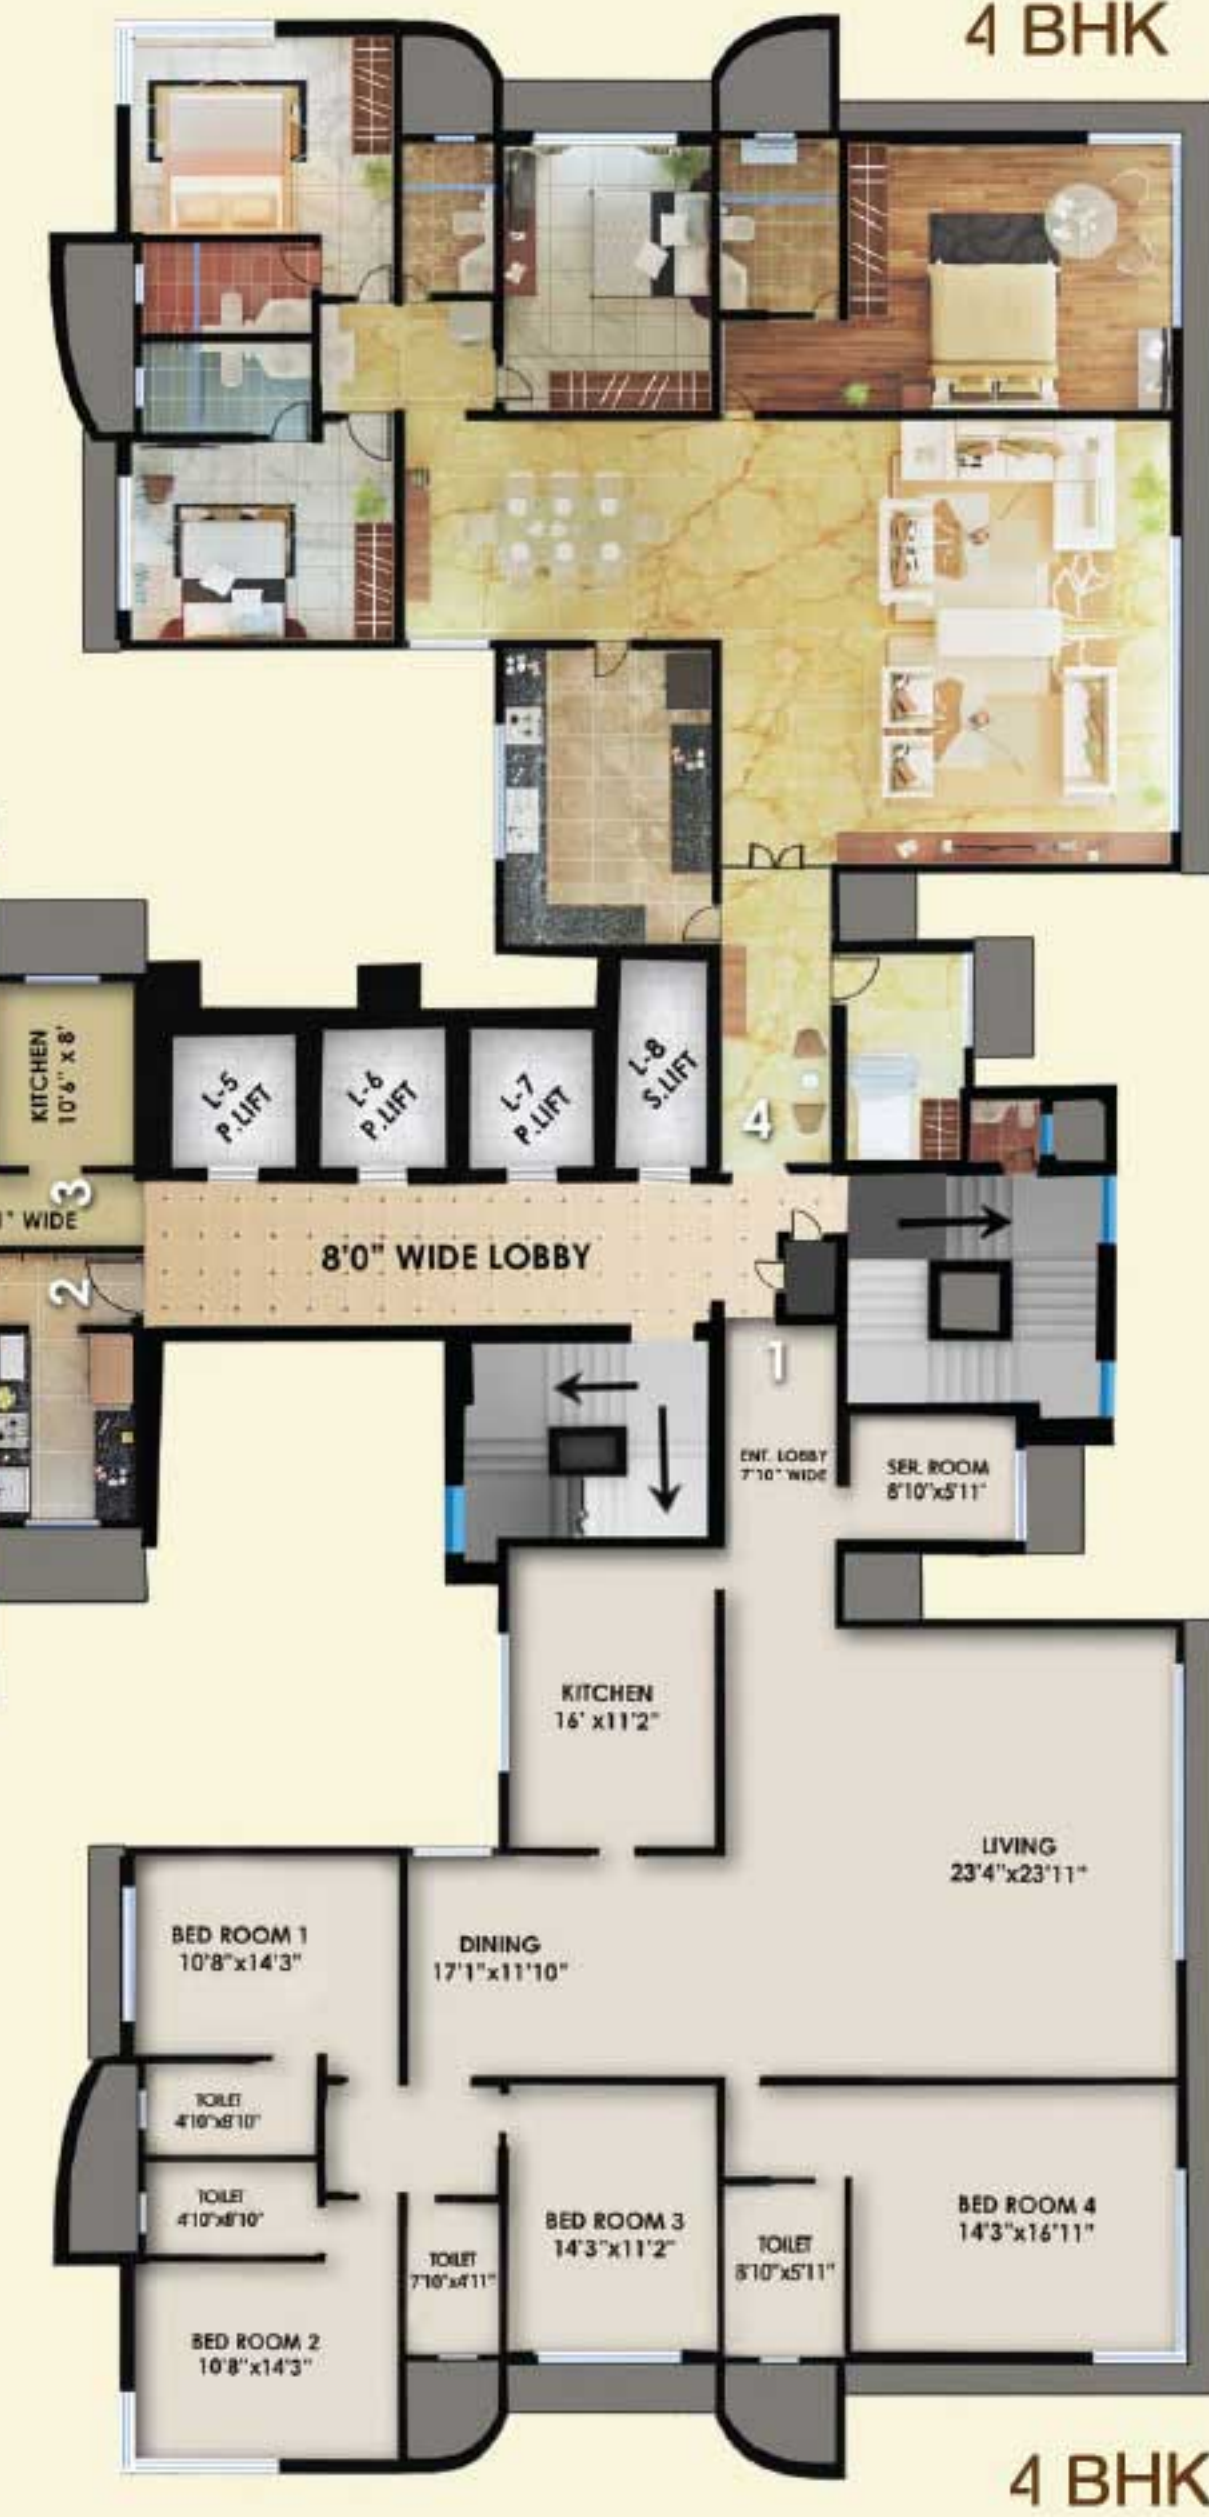 4 BHK
KITCHEN
10'6" x 8'
L-5
P.LIFT
L-6
P.LIFT
L-7
P.LIFT
L-8
S.LIFT
4
3
1" WIDE
8'0" WIDE LOBBY
2
1
ENT. LOBBY
7'10" WIDE
SER. ROOM
8'10"x5'11"
KITCHEN
16' x11'2"
LIVING
23'4"x23'11"
BED ROOM 1
10'8"x14'3"
DINING
17'1"x11'10"
TOILET
4'10"x8'10"
TOILET
4'10"x8'10"
BED ROOM 3
14'3"x11'2"
BED ROOM 4
14'3"x16'11"
TOILET
8'10"x5'11"
TOILET
7'10"x4'11"
BED ROOM 2
10'8"x14'3"
4 BHK